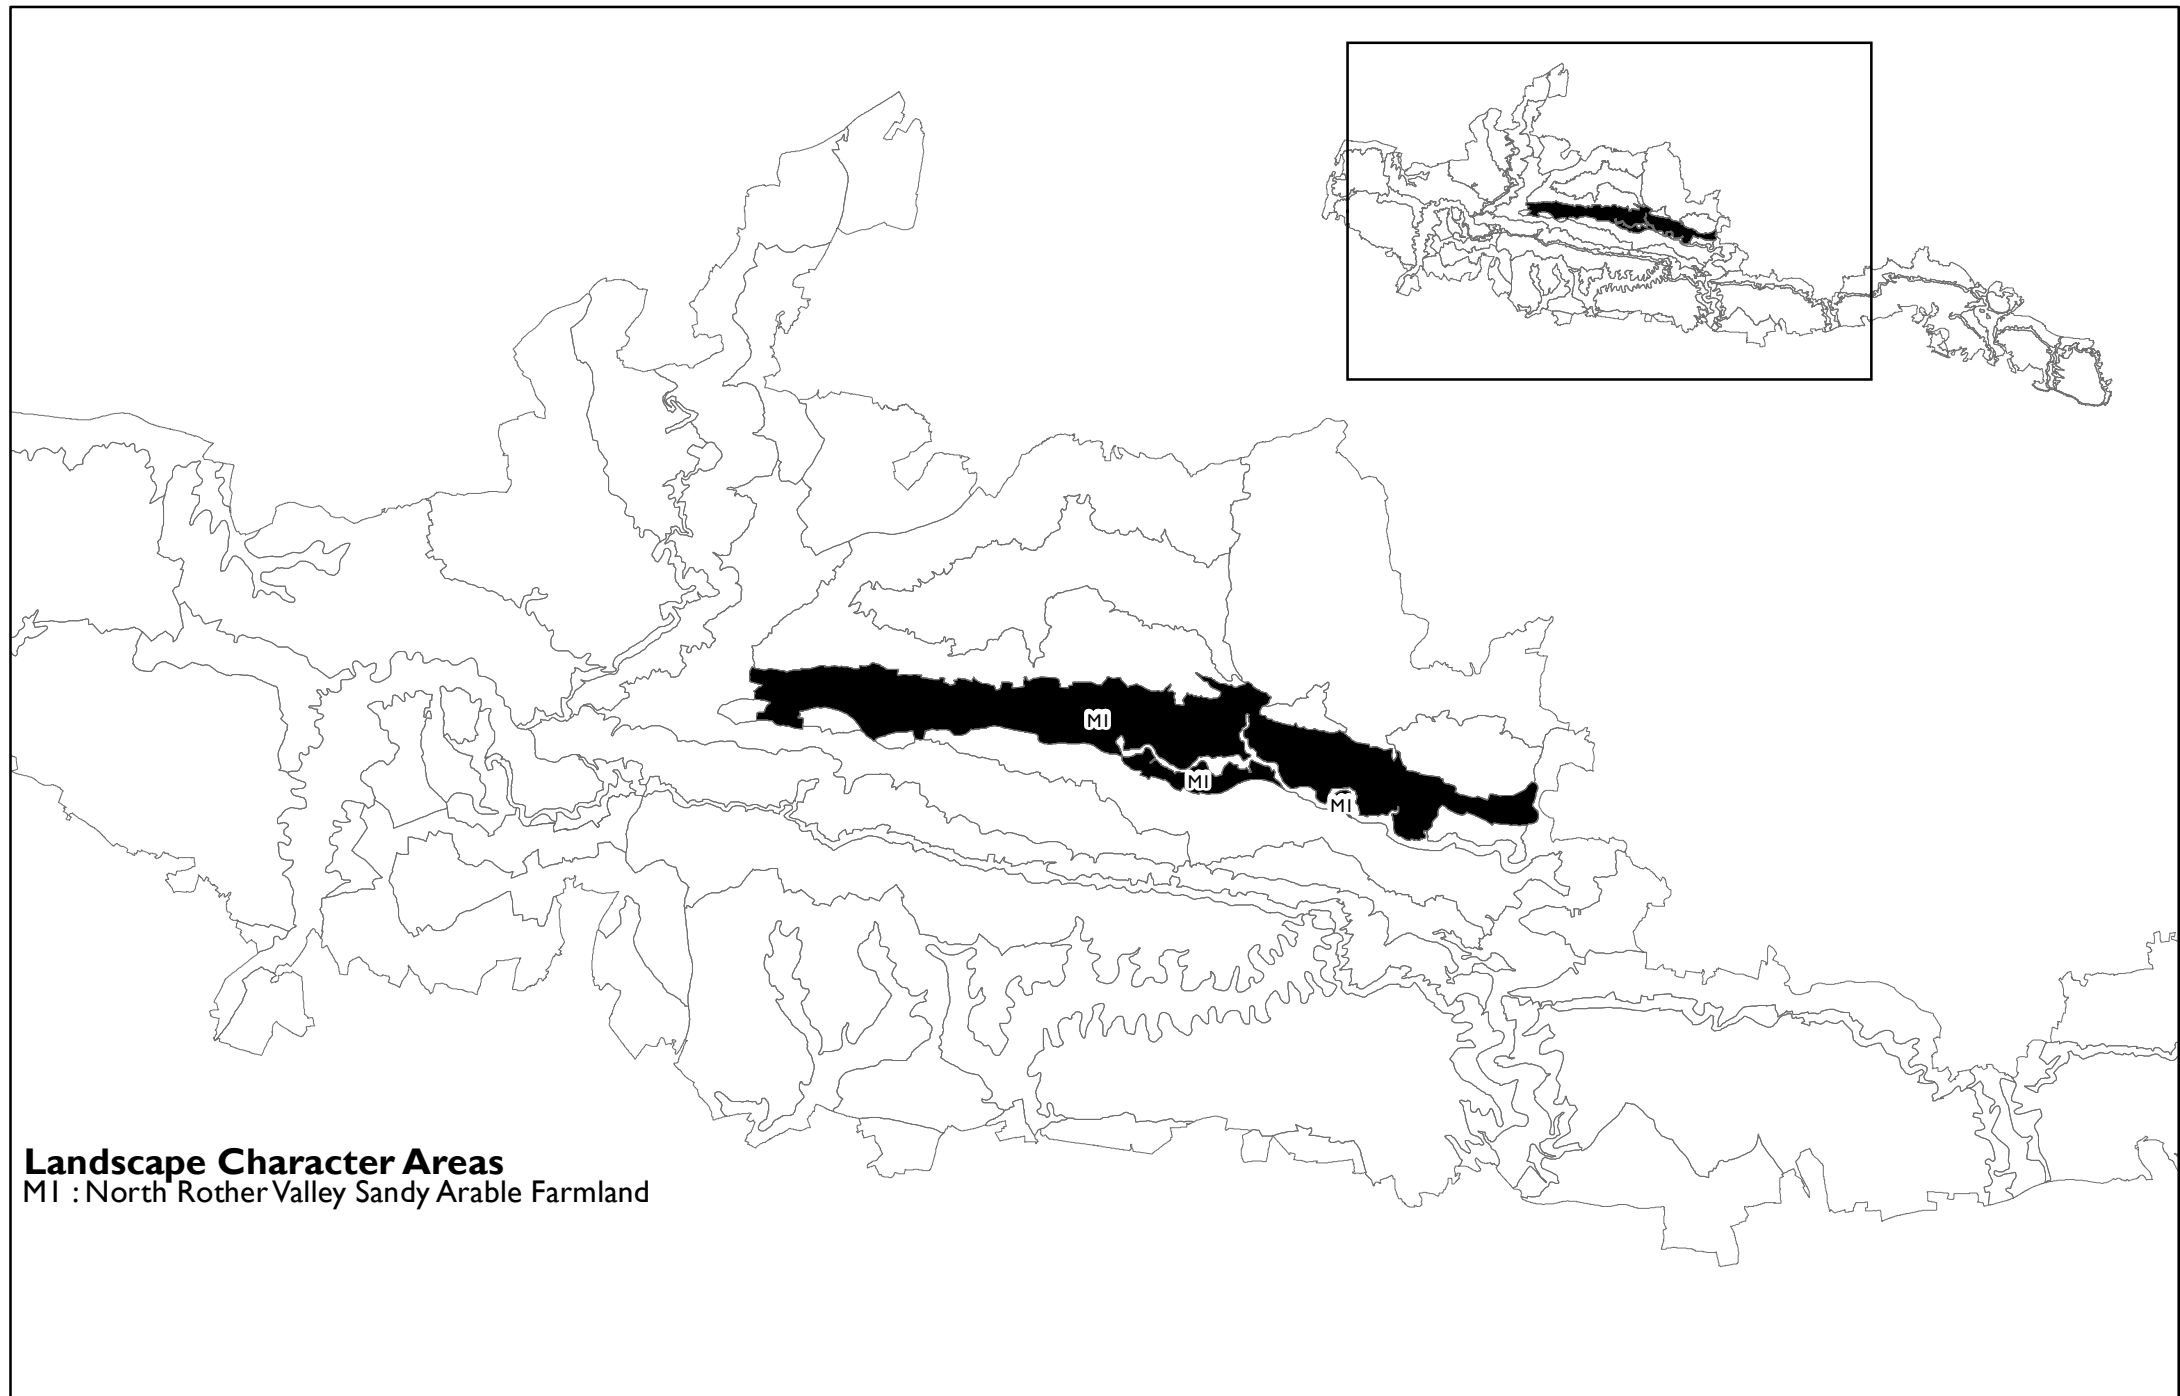 M1
M1
M1
Landscape Character Areas
M1 : North Rother Valley Sandy Arable Farmland